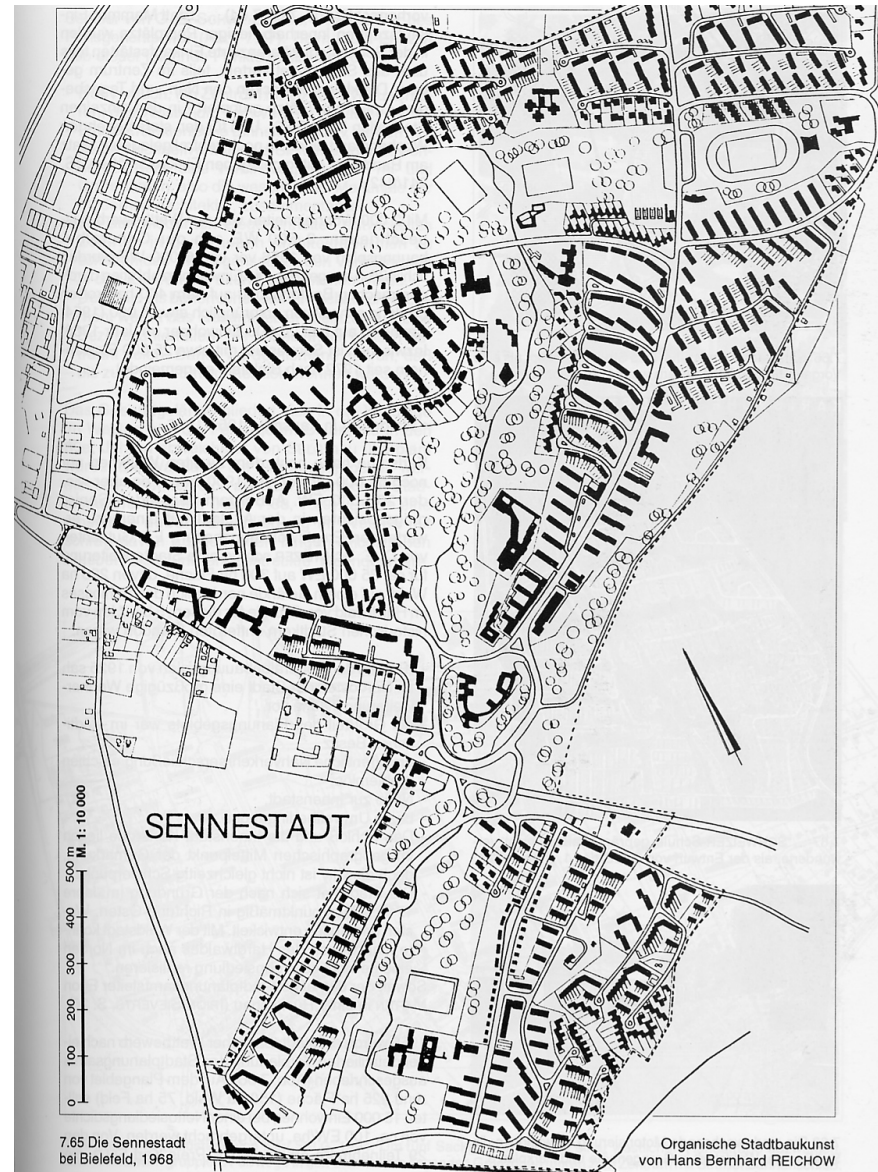 SENNESTADT
M. 1: 10 000
500 m
400
300
200
100
0
7.65 Die Sennestadt
bei Bielefeld, 1968
Organische Stadtbaukunst
von Hans Bernhard REICHOW